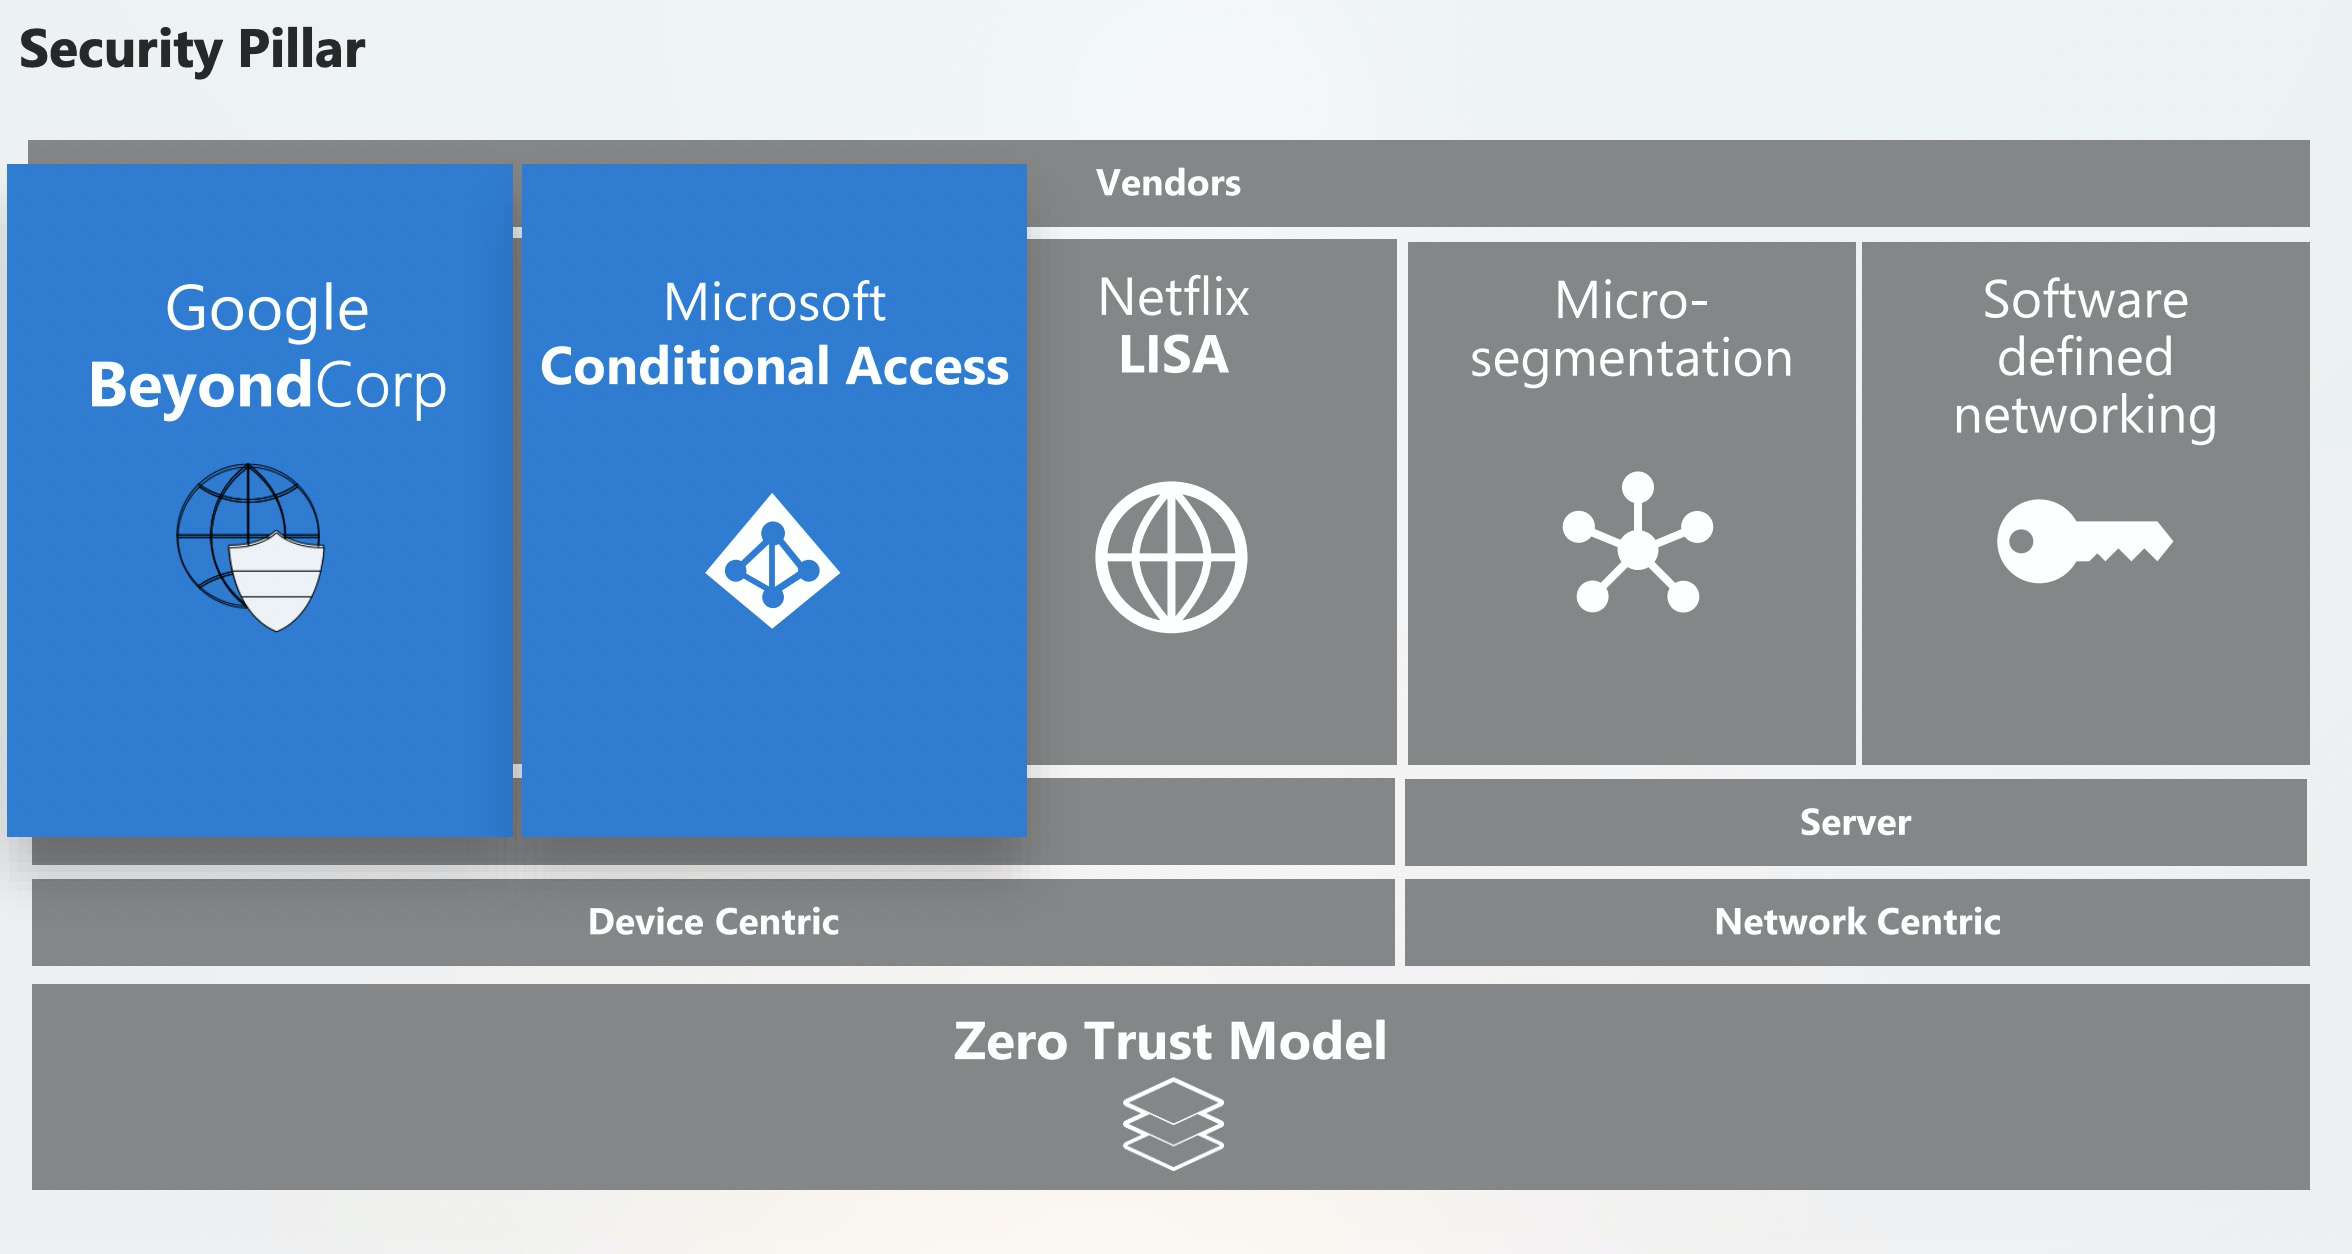 Security Pillar
Vendors
Google
BeyondCorp
Microsoft
Conditional Access
Netflix
LISA
Micro-
segmentation
Software
defined
networking
Server
Device Centric
Network Centric
Zero Trust Model